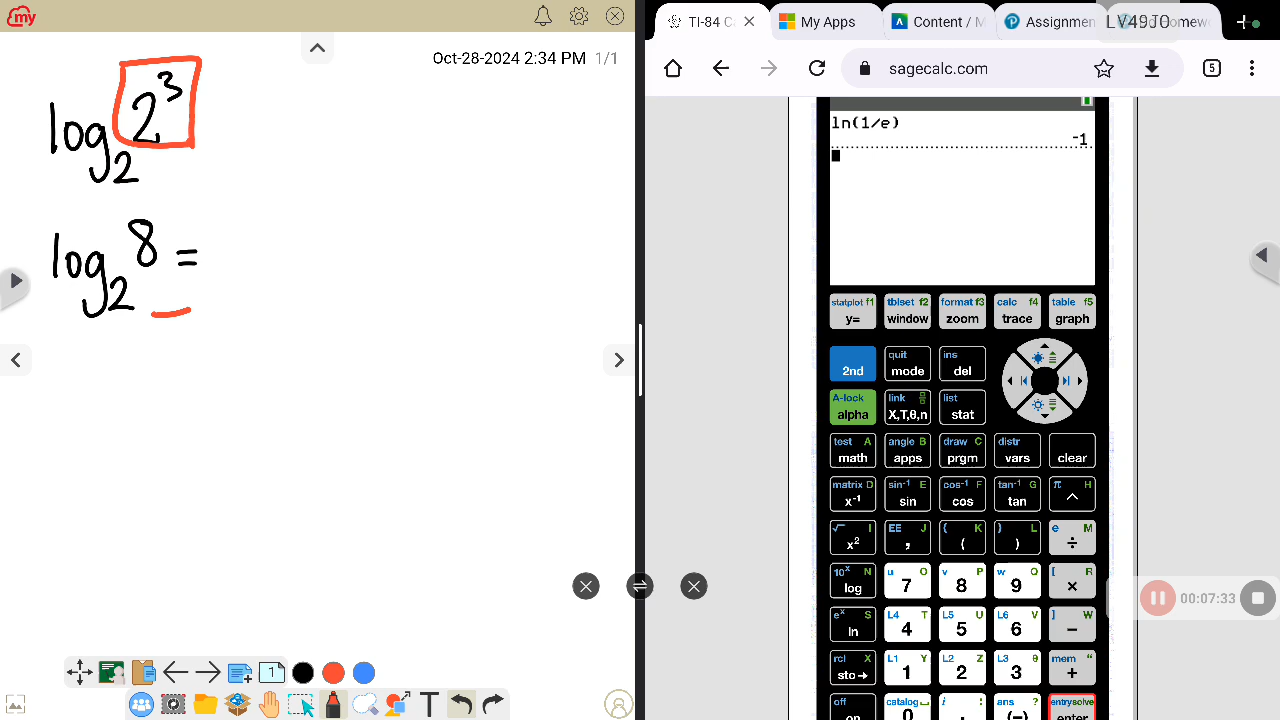 my
Oct-28-2024 2:34 PM 1/1
log₂ 2³
log₂ 8 =
TI-84 C
My Apps
Content / M
Assignmen
LV49J0
sagecalc.com
5
ln(1/e)
-1
statplot f1 tblset f2 format f3 calc f4 table f5
y= window zoom trace graph
quit ins
2nd mode del
A-lock link list
alpha X,T,θ,n stat
test A angle B draw C distr
math apps prgm vars clear
matrix D sin⁻¹ E cos⁻¹ F tan⁻¹ G π H
x⁻¹ sin cos tan ^
√ I EE J { K } L e M
x² , ( ) ÷
10ˣ N u O v P w Q [ R
log 7 8 9 ×
eˣ S L4 T L5 U L6 V ] W
ln 4 5 6 −
rcl X L1 Y L2 Z L3 θ mem "
sto→ 1 2 3 +
off catalog i : ans ? entry solve
on 0 . (−) enter
00:07:33
1
T